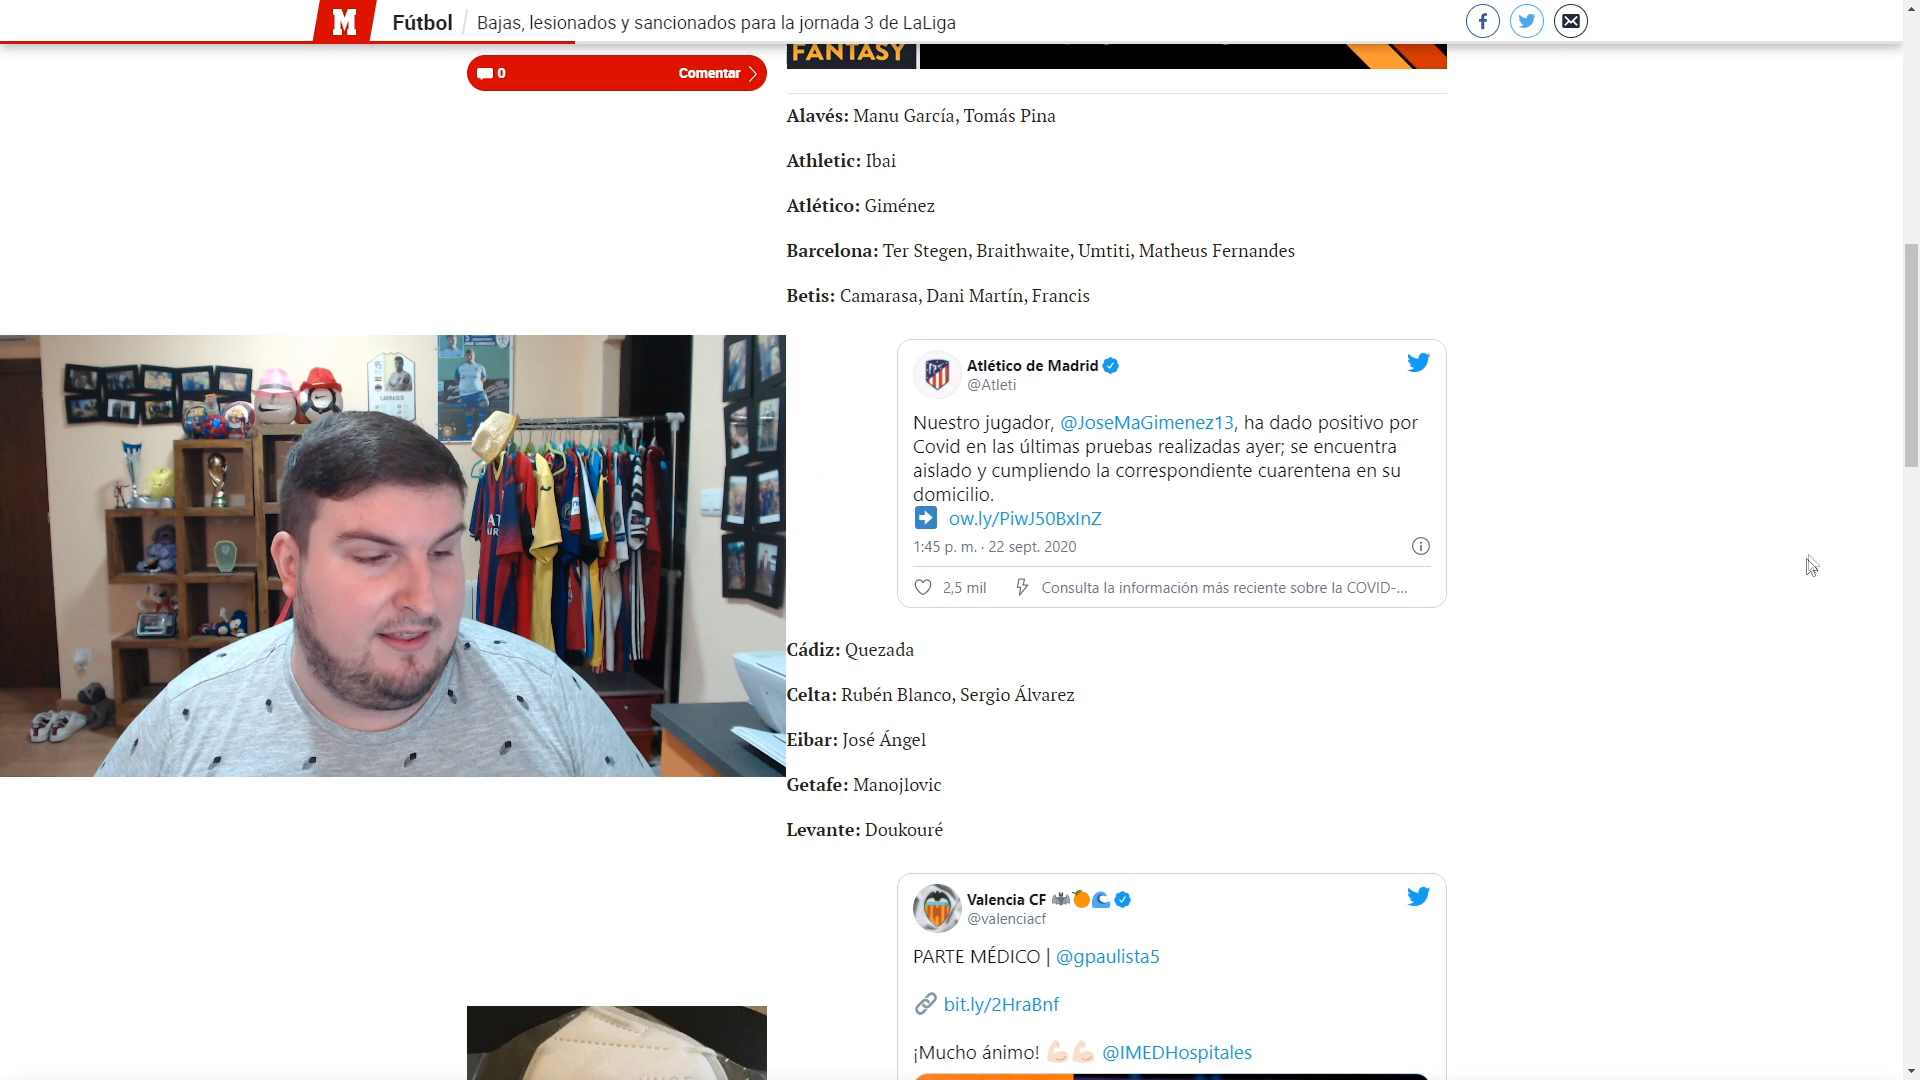 M
Fútbol
Bajas, lesionados y sancionados para la jornada 3 de LaLiga
0
Comentar
FANTASY
Alavés: Manu García, Tomás Pina
Athletic: Ibai
Atlético: Giménez
Barcelona: Ter Stegen, Braithwaite, Umtiti, Matheus Fernandes
Betis: Camarasa, Dani Martín, Francis
CARRASCO
Atlético de Madrid
@Atleti
Nuestro jugador, @JoseMaGimenez13, ha dado positivo por
Covid en las últimas pruebas realizadas ayer; se encuentra
aislado y cumpliendo la correspondiente cuarentena en su
domicilio.
ow.ly/PiwJ50BxInZ
1:45 p. m. · 22 sept. 2020
2,5 mil
Consulta la información más reciente sobre la COVID-...
Cádiz: Quezada
Celta: Rubén Blanco, Sergio Álvarez
Eibar: José Ángel
Getafe: Manojlovic
Levante: Doukouré
Valencia CF
@valenciacf
PARTE MÉDICO | @gpaulista5
bit.ly/2HraBnf
¡Mucho ánimo! @IMEDHospitales